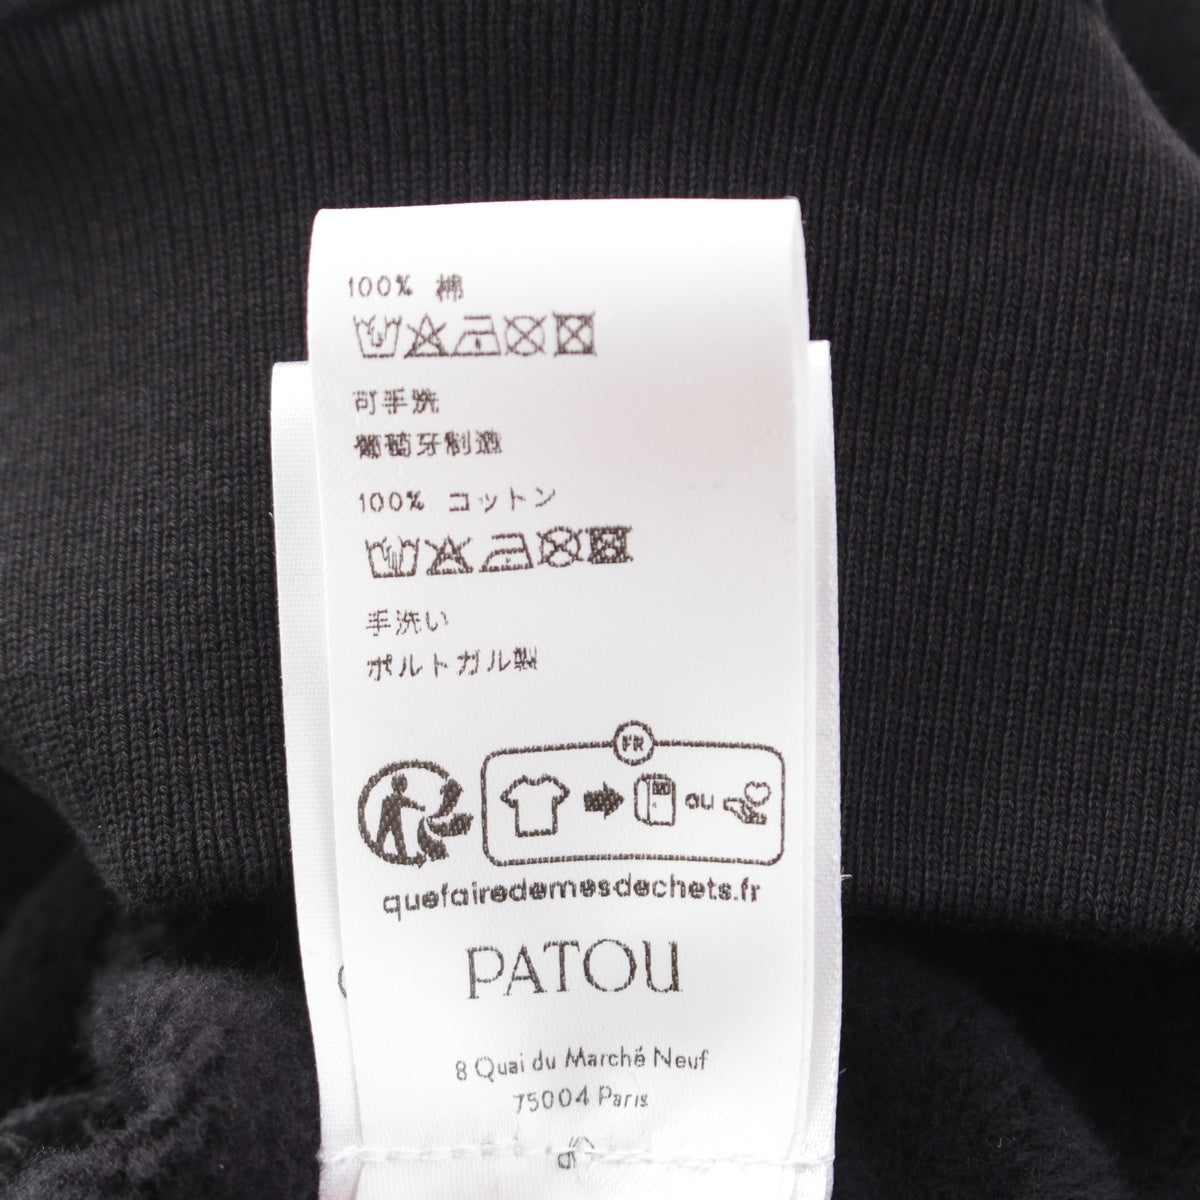 100% 棉
可手洗
葡萄牙制造
100% コットン
手洗い
ポルトガル製
FR
ou
quefairedemesdechets.fr
PATOU
8 Quai du Marché Neuf
75004 Paris